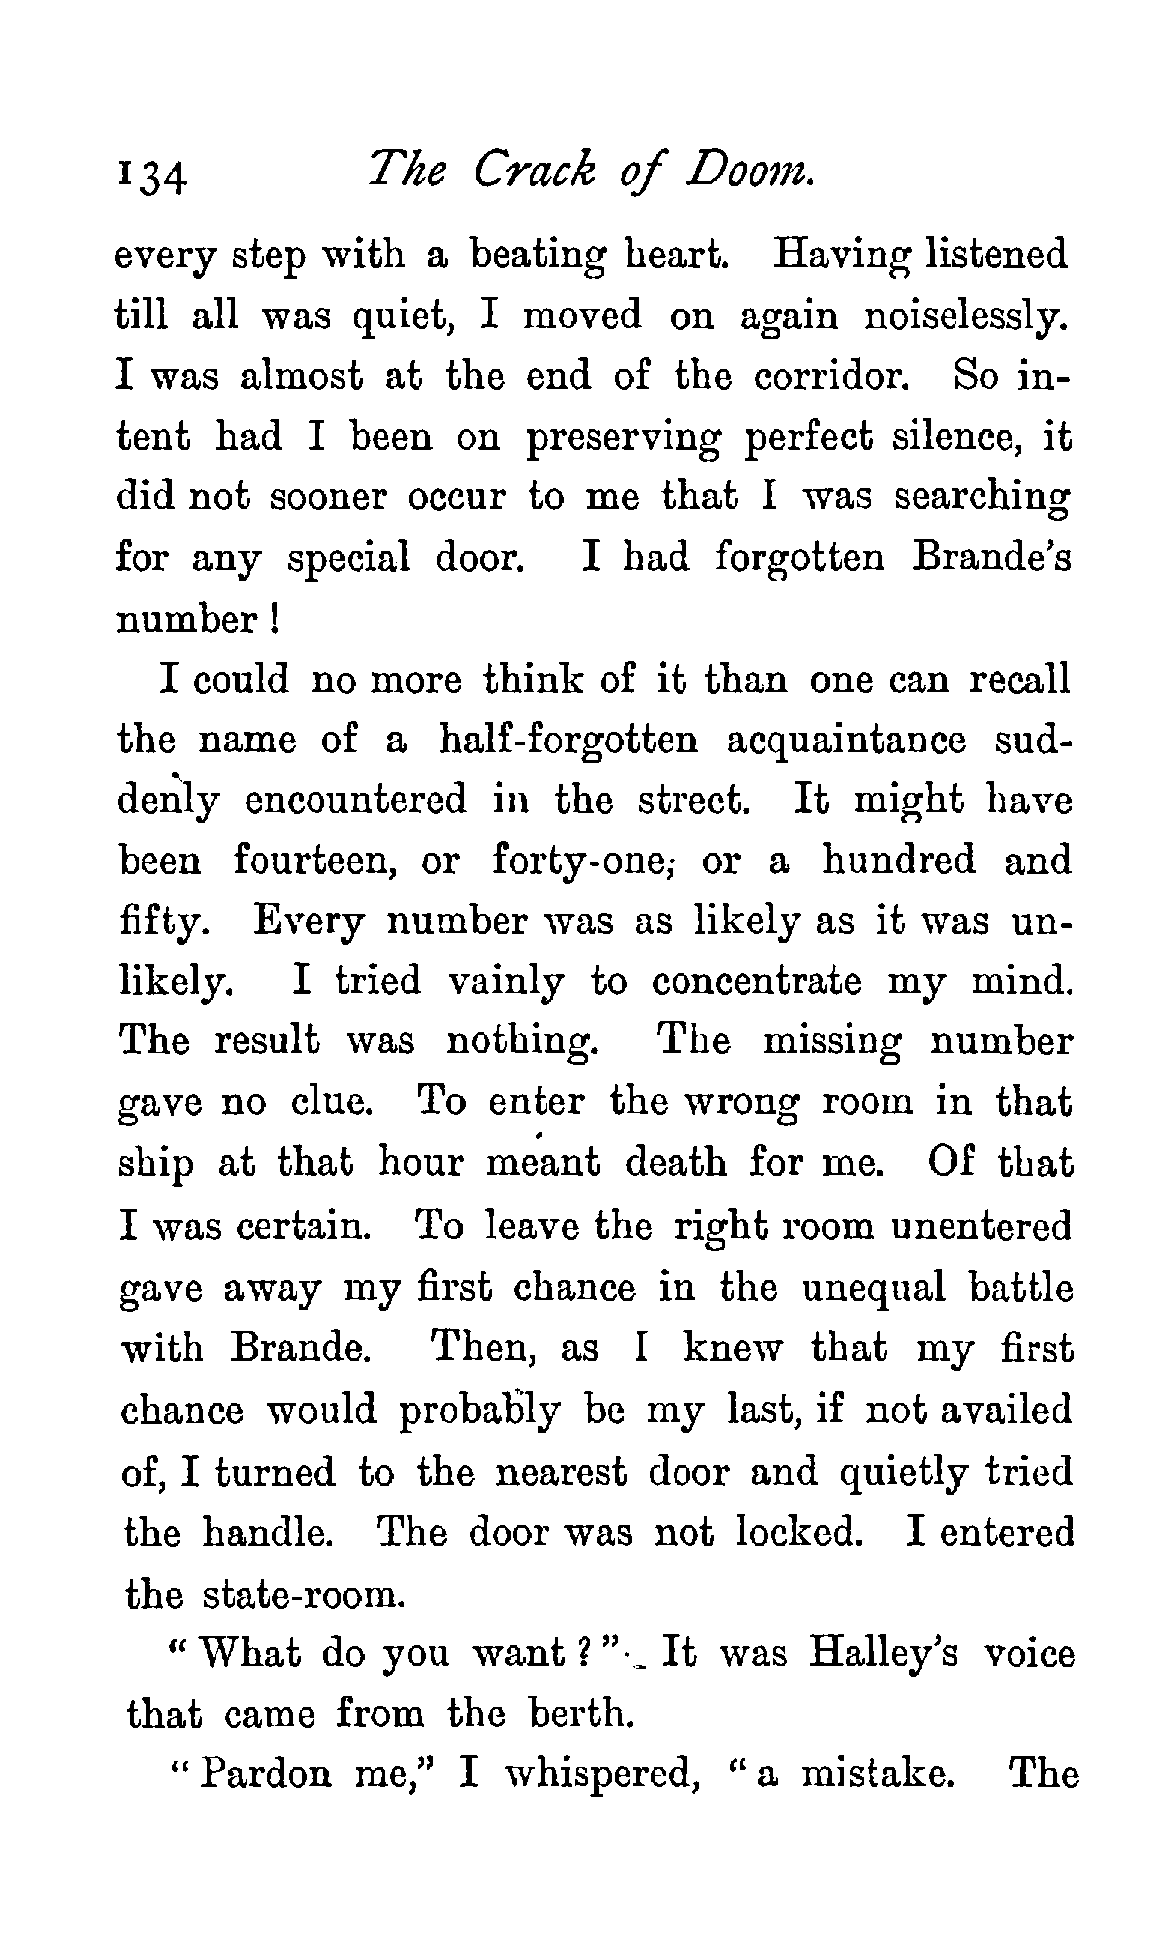 134 The Crack of Doom.
every step with a beating heart. Having listened
till all was quiet, I moved on again noiselessly.
I was almost at the end of the corridor. So in-
tent had I been on preserving perfect silence, it
did not sooner occur to me that I was searching
for any special door. I had forgotten Brande's
number!
I could no more think of it than one can recall
the name of a half-forgotten acquaintance sud-
denly encountered in the street. It might have
been fourteen, or forty-one, or a hundred and
fifty. Every number was as likely as it was un-
likely. I tried vainly to concentrate my mind.
The result was nothing. The missing number
gave no clue. To enter the wrong room in that
ship at that hour meant death for me. Of that
I was certain. To leave the right room unentered
gave away my first chance in the unequal battle
with Brande. Then, as I knew that my first
chance would probably be my last, if not availed
of, I turned to the nearest door and quietly tried
the handle. The door was not locked. I entered
the state-room.
"What do you want?" It was Halley's voice
that came from the berth.
"Pardon me," I whispered, "a mistake. The